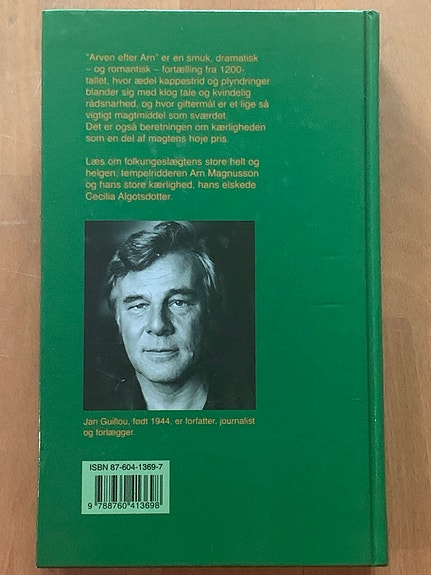 "Arven efter Arn" er en smuk, dramatisk
– og romantisk – fortælling fra 1200-
tallet, hvor ædel kappestrid og plyndringer
blander sig med klog tale og kvindelig
rådsnarhed, og hvor giftermål er et lige så
vigtigt magtmiddel som sværdet.
Det er også beretningen om kærligheden
som en del af magtens høje pris.
Læs om folkungeslægtens store helt og
helgen, tempelridderen Arn Magnusson
og hans store kærlighed, hans elskede
Cecilia Algotsdotter.
Jan Guillou, født 1944, er forfatter, journalist
og forlægger.
ISBN 87-604-1369-7
9 788760 413698